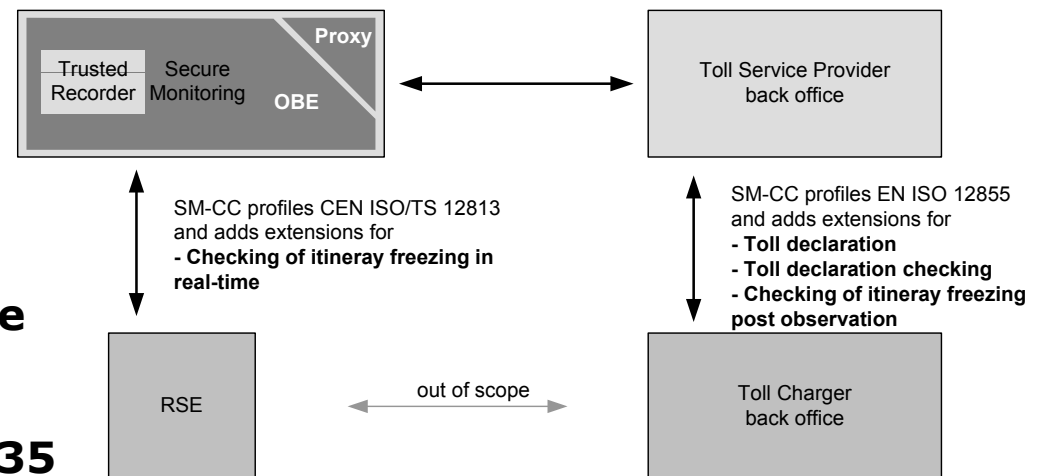 Proxy
Trusted
Recorder
Secure
Monitoring
OBE
Toll Service Provider
back office
SM-CC profiles CEN ISO/TS 12813
and adds extensions for
- Checking of itineray freezing in
real-time
SM-CC profiles EN ISO 12855
and adds extensions for
- Toll declaration
- Toll declaration checking
- Checking of itineray freezing
post observation
e
RSE
out of scope
Toll Charger
back office
35